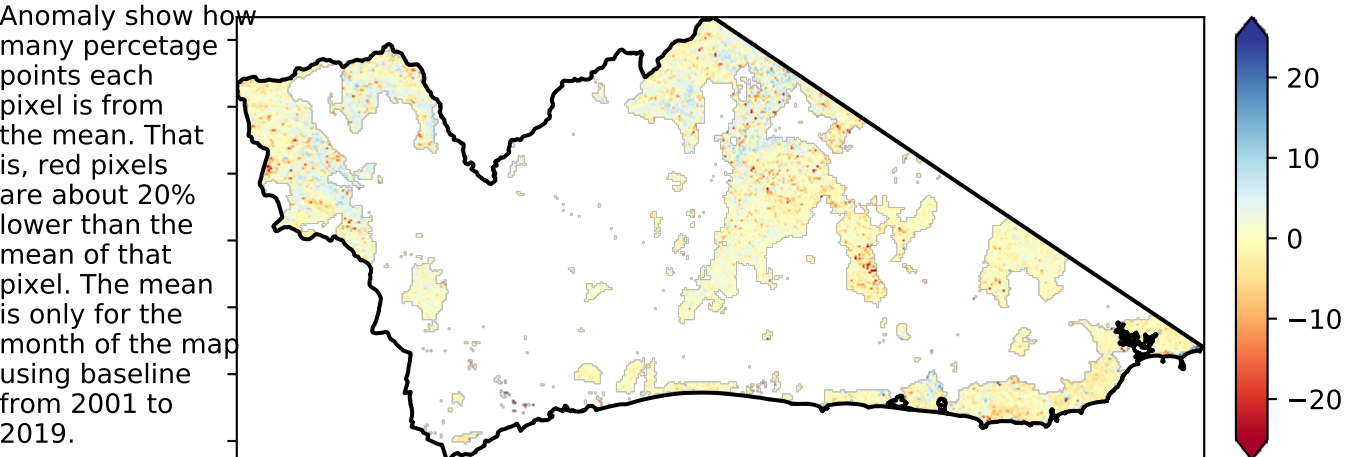 Anomaly show how
many percetage
points each
pixel is from
the mean. That
is, red pixels
are about 20%
lower than the
mean of that
pixel. The mean
is only for the
month of the map
using baseline
from 2001 to
2019.
20
10
0
−10
−20